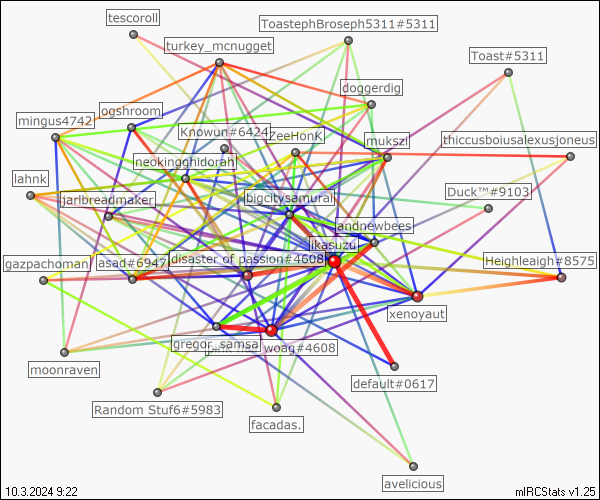 tescoroll
ToastephBroseph5311#5311
turkey_mcnugget
Toast#5311
doggerdig
ogshroom
mingus4742
Knowun#6424
ZeeHonK
mukszi
thiccusboiusalexusjoneus
neokingghidorah
lahnk
Duck™#9103
jarlbreadmaker
bigcitysamurai
andnewbees
ikasuzu
gazpachoman
asad#6947
disaster of passion#4608
Heighleaigh#8575
xenoyaut
gregor_samsa
woag#4608
moonraven
default#0617
Random Stuf6#5983
facadas.
avelicious
10.3.2024 9:22
mIRCStats v1.25